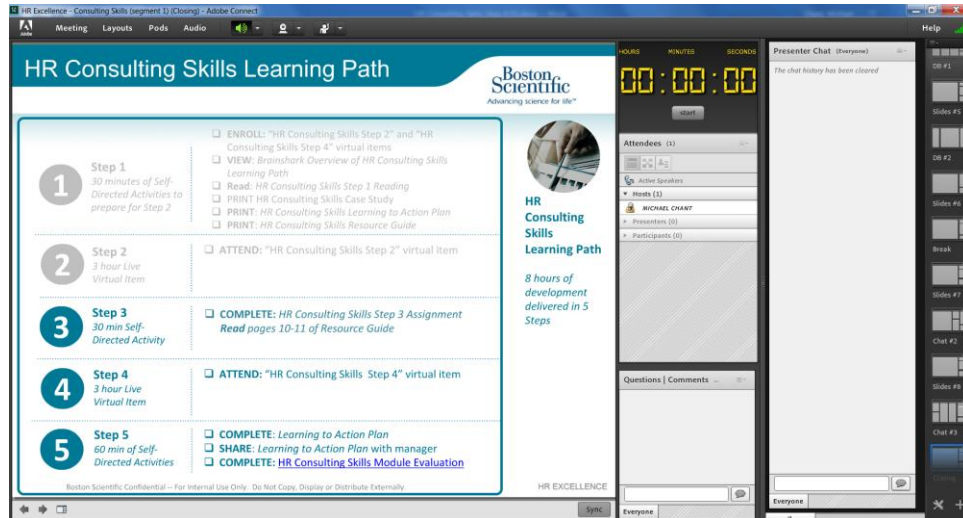 HR Excellence - Consulting Skills (segment 1) (Closing) - Adobe Connect
Adobe
Meeting Layouts Pods Audio
Help
HR Consulting Skills Learning Path
Boston Scientific
Advancing science for life™
1
Step 1
30 minutes of Self-
Directed Activities to
prepare for Step 2
ENROLL: "HR Consulting Skills Step 2" and "HR
Consulting Skills Step 4" virtual items
VIEW: Brainshark Overview of HR Consulting Skills
Learning Path
Read: HR Consulting Skills Step 1 Reading
PRINT HR Consulting Skills Case Study
PRINT: HR Consulting Skills Learning to Action Plan
PRINT: HR Consulting Skills Resource Guide
2
Step 2
3 hour Live
Virtual Item
ATTEND: "HR Consulting Skills Step 2" virtual item
3
Step 3
30 min Self-
Directed Activity
COMPLETE: HR Consulting Skills Step 3 Assignment
Read pages 10-11 of Resource Guide
4
Step 4
3 hour Live
Virtual Item
ATTEND: "HR Consulting Skills Step 4" virtual item
5
Step 5
60 min of Self-
Directed Activities
COMPLETE: Learning to Action Plan
SHARE: Learning to Action Plan with manager
COMPLETE: HR Consulting Skills Module Evaluation
HR
Consulting
Skills
Learning Path
8 hours of
development
delivered in 5
Steps
Boston Scientific Confidential -- For Internal Use Only. Do Not Copy, Display or Distribute Externally.
HR EXCELLENCE
Sync
HOURS MINUTES SECONDS
00:00:00
start
Attendees (1)
Active Speakers
Hosts (1)
MICHAEL CHANT
Presenters (0)
Participants (0)
Questions | Comments
Everyone
Presenter Chat (Everyone)
The chat history has been cleared
Everyone
DB #1
Slides #5
DB #2
Slides #6
Break
Slides #7
Chat #2
Slides #8
Chat #3
Closing